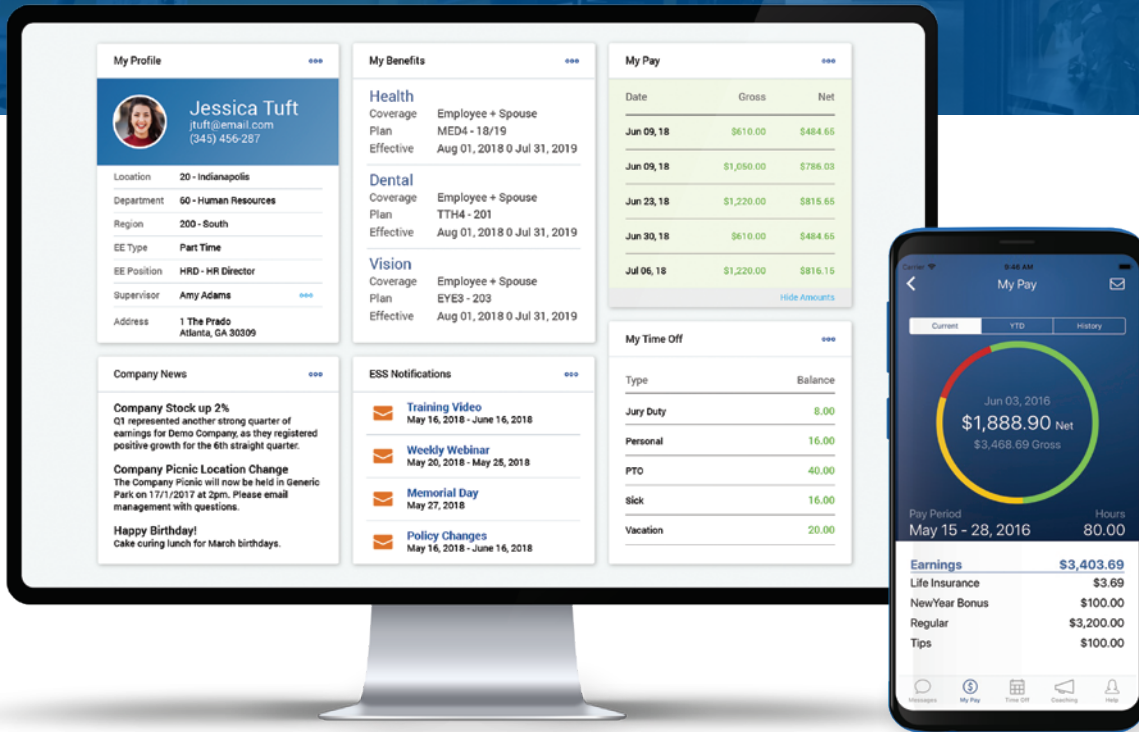 My Profile
Jessica Tuft
jtuft@email.com
(345) 456-287
Location 20 - Indianapolis
Department 60 - Human Resources
Region 200 - South
EE Type Part Time
EE Position HRD - HR Director
Supervisor Amy Adams
Address 1 The Prado
Atlanta, GA 30309
My Benefits
Health
Coverage Employee + Spouse
Plan MED4 - 18/19
Effective Aug 01, 2018 0 Jul 31, 2019
Dental
Coverage Employee + Spouse
Plan TTH4 - 201
Effective Aug 01, 2018 0 Jul 31, 2019
Vision
Coverage Employee + Spouse
Plan EYE3 - 203
Effective Aug 01, 2018 0 Jul 31, 2019
My Pay
Date Gross Net
Jun 09, 18 $610.00 $484.65
Jun 09, 18 $1,050.00 $786.03
Jun 23, 18 $1,220.00 $815.65
Jun 30, 18 $610.00 $484.65
Jul 06, 18 $1,220.00 $816.15
Hide Amounts
Company News
Company Stock up 2%
Q1 represented another strong quarter of
earnings for Demo Company, as they registered
positive growth for the 6th straight quarter.
Company Picnic Location Change
The Company Picnic will now be held in Generic
Park on 17/1/2017 at 2pm. Please email
management with questions.
Happy Birthday!
Cake curing lunch for March birthdays.
ESS Notifications
Training Video
May 16, 2018 - June 16, 2018
Weekly Webinar
May 20, 2018 - May 25, 2018
Memorial Day
May 27, 2018
Policy Changes
May 16, 2018 - June 16, 2018
My Time Off
Type Balance
Jury Duty 8.00
Personal 16.00
PTO 40.00
Sick 16.00
Vacation 20.00
Carrier 9:46 AM
My Pay
Current YTD History
Jun 03, 2016
$1,888.90 Net
$3,468.69 Gross
Pay Period Hours
May 15 - 28, 2016 80.00
Earnings $3,403.69
Life Insurance $3.69
NewYear Bonus $100.00
Regular $3,200.00
Tips $100.00
Messages My Pay Time Off Coaching Help